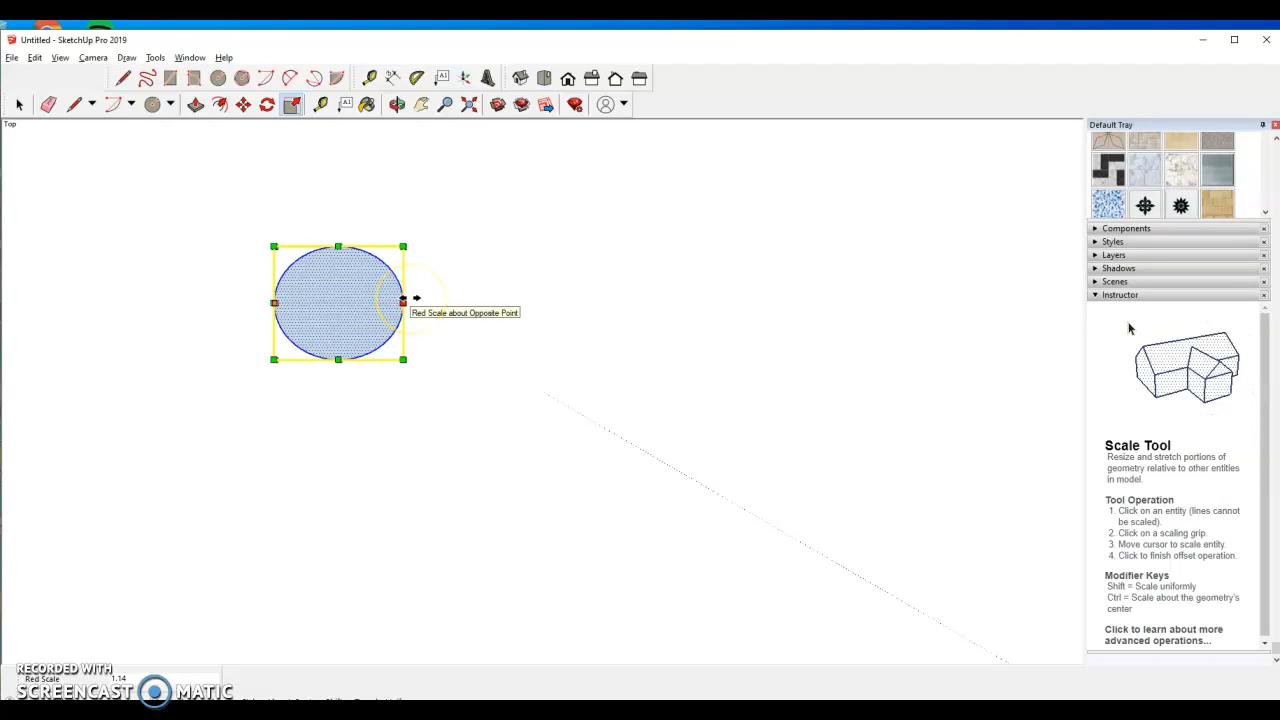 Untitled - SketchUp Pro 2019
File Edit View Camera Draw Tools Window Help
A1
A1
Top
Default Tray
Components
Styles
Layers
Shadows
Scenes
Instructor
Red Scale about Opposite Point
Scale Tool
Resize and stretch portions of
geometry relative to other entities
in model.
Tool Operation
1. Click on an entity (lines cannot
be scaled).
2. Click on a scaling grip.
3. Move cursor to scale entity.
4. Click to finish offset operation.
Modifier Keys
Shift = Scale uniformly
Ctrl = Scale about the geometry's
center
Click to learn about more
advanced operations...
RECORDED WITH
Red Scale 1.14
SCREENCAST MATIC